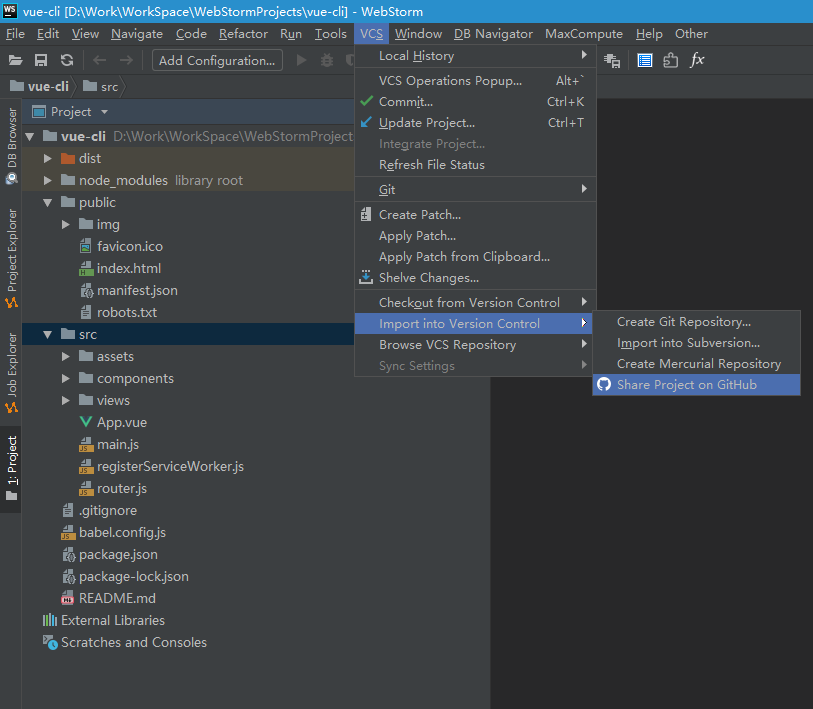 WS vue-cli [D:\Work\WorkSpace\WebStormProjects\vue-cli] - WebStorm
File Edit View Navigate Code Refactor Run Tools VCS Window DB Navigator MaxCompute Help Other
Add Configuration... fx
vue-cli src
Project
vue-cli D:\Work\WorkSpace\WebStormProject
dist
node_modules library root
public
img
favicon.ico
index.html
manifest.json
robots.txt
src
assets
components
views
App.vue
main.js
registerServiceWorker.js
router.js
.gitignore
babel.config.js
package.json
package-lock.json
README.md
External Libraries
Scratches and Consoles
DB Browser
Project Explorer
Job Explorer
1: Project
Local History
VCS Operations Popup... Alt+`
Commit... Ctrl+K
Update Project... Ctrl+T
Integrate Project...
Refresh File Status
Git
Create Patch...
Apply Patch...
Apply Patch from Clipboard...
Shelve Changes...
Checkout from Version Control
Import into Version Control
Browse VCS Repository
Sync Settings
Create Git Repository...
Import into Subversion...
Create Mercurial Repository
Share Project on GitHub